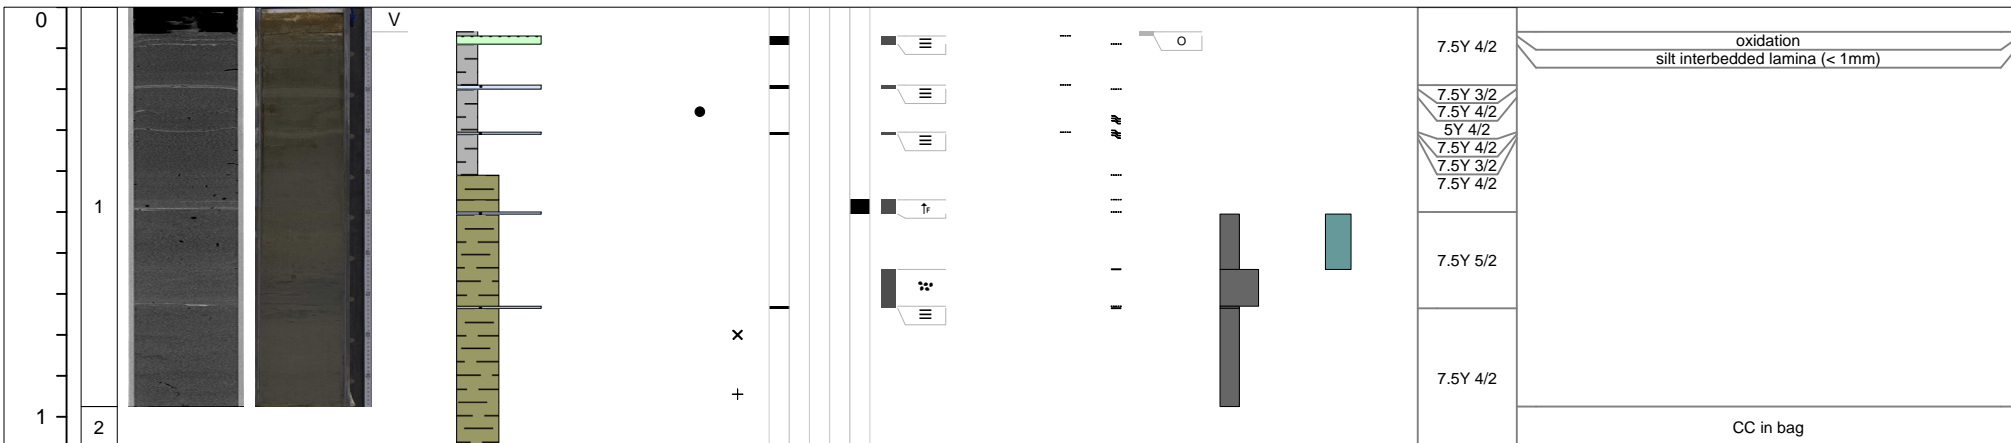 0
V
O
7.5Y 4/2
oxidation
silt interbedded lamina (< 1mm)
7.5Y 3/2
7.5Y 4/2
5Y 4/2
7.5Y 4/2
7.5Y 3/2
7.5Y 4/2
1
F
7.5Y 5/2
7.5Y 4/2
1
2
CC in bag